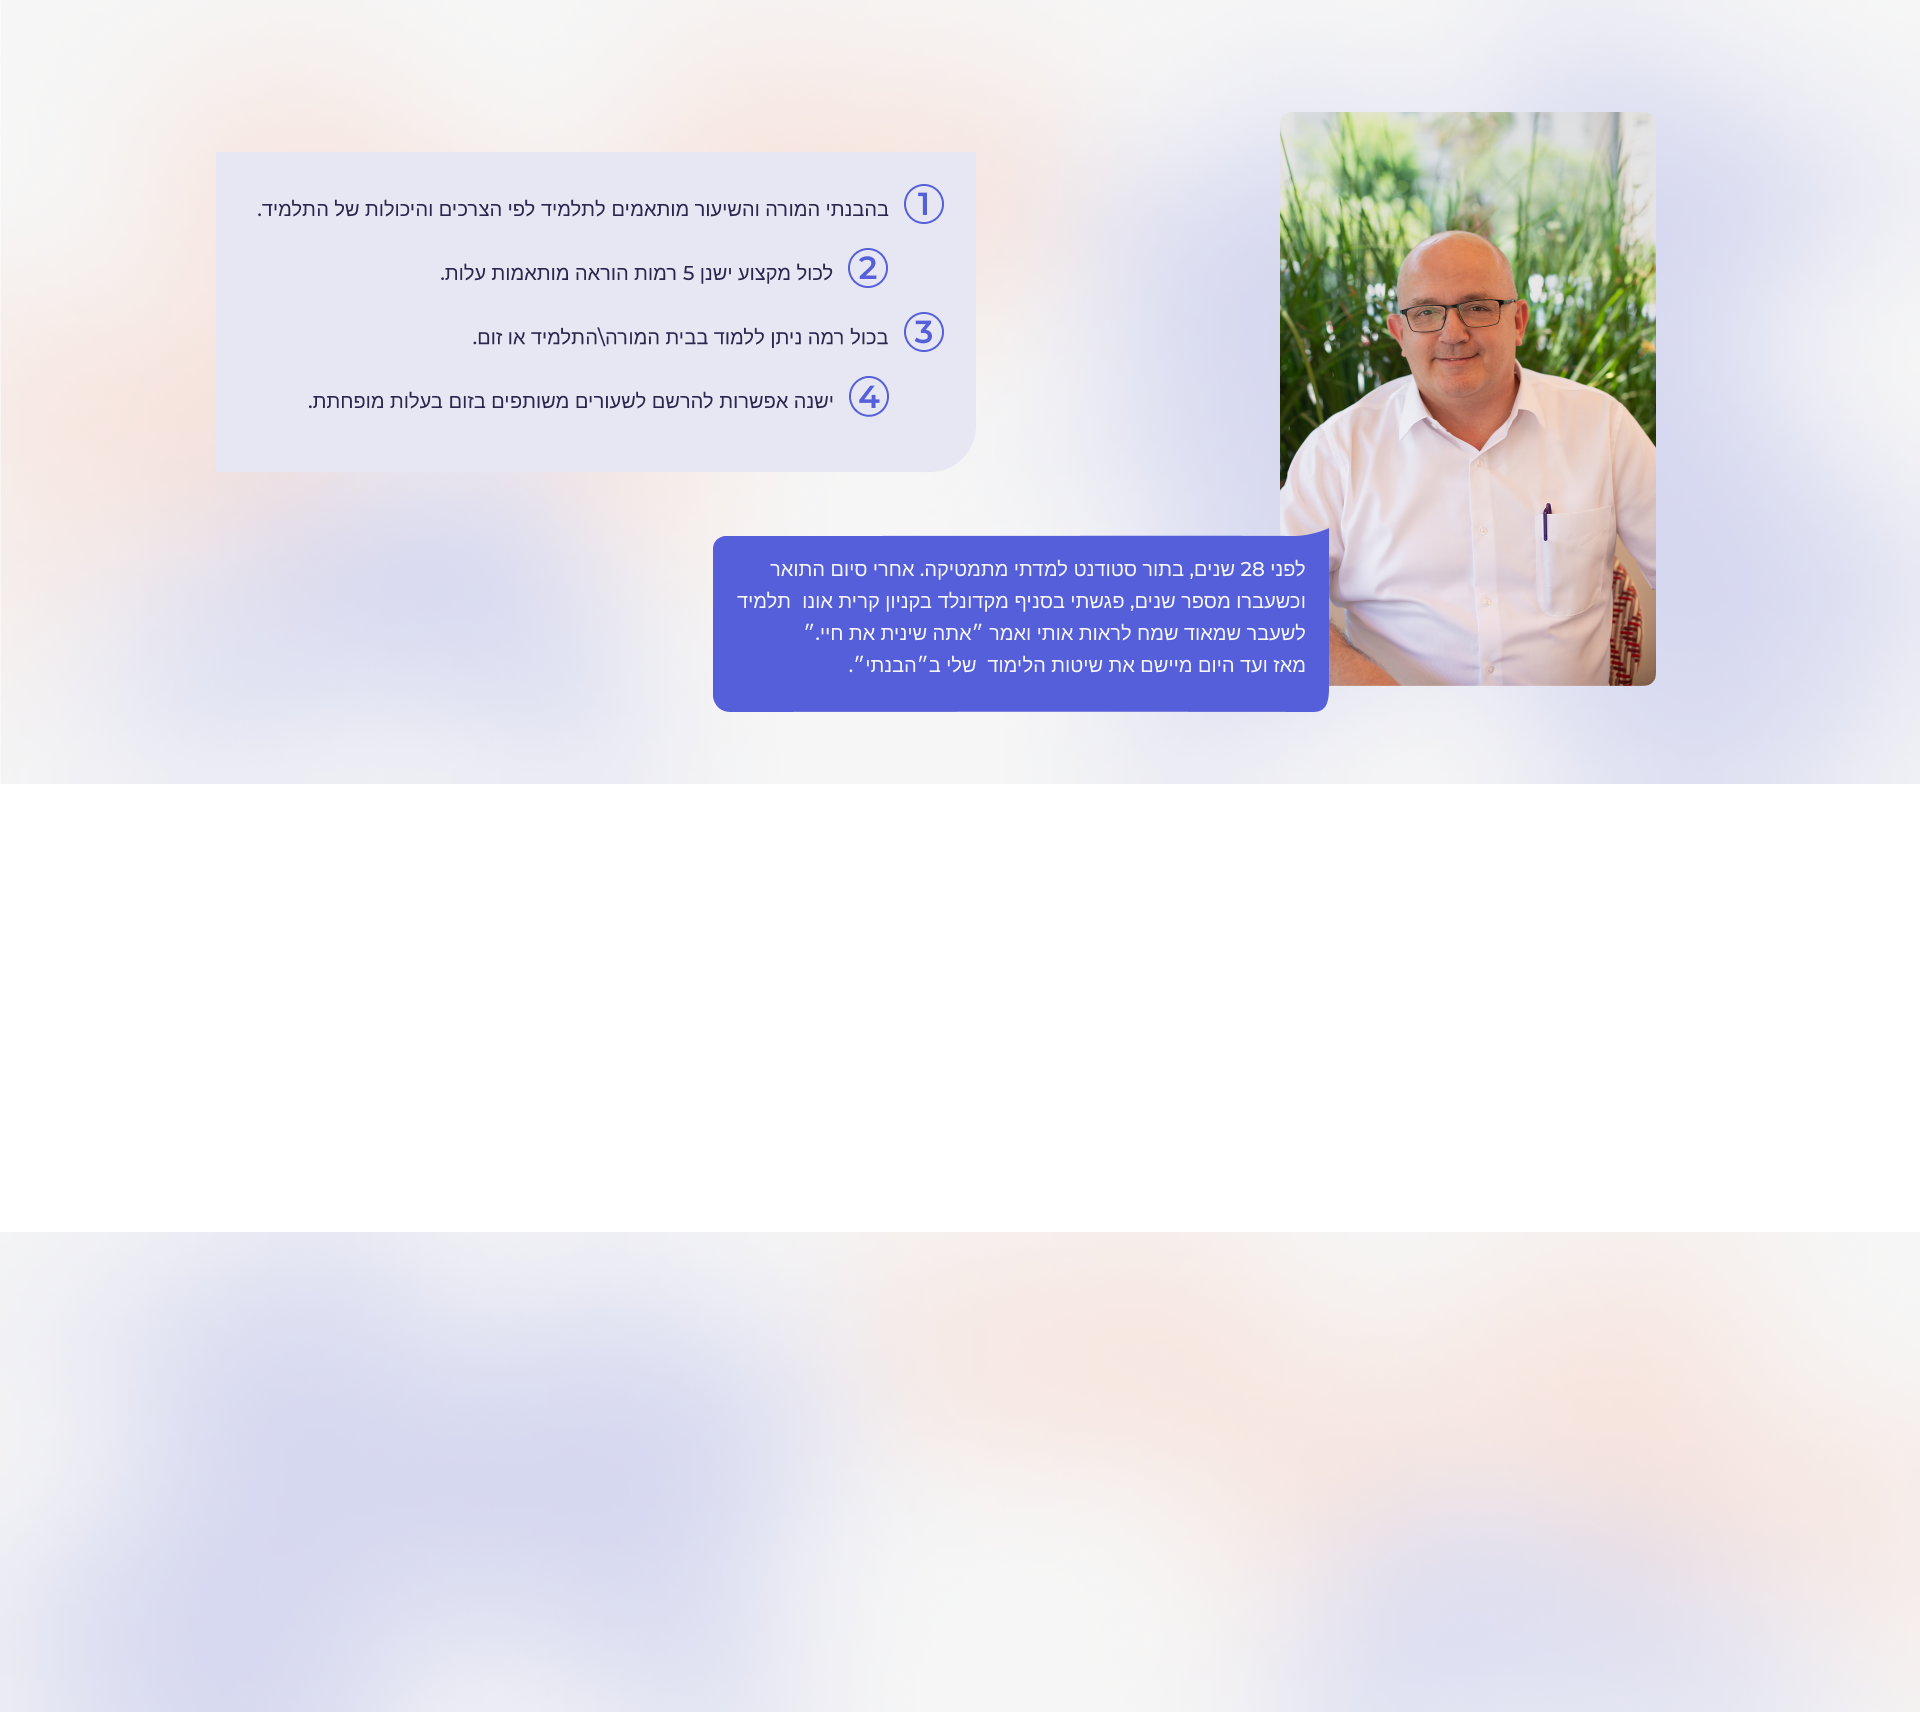 1 בהבנתי המורה והשיעור מותאמים לתלמיד לפי הצרכים והיכולות של התלמיד.
2 לכול מקצוע ישנן 5 רמות הוראה מותאמות עלות.
3 בכול רמה ניתן ללמוד בבית המורה\התלמיד או זום.
4 ישנה אפשרות להרשם לשעורים משותפים בזום בעלות מופחתת.
לפני 28 שנים, בתור סטודנט למדתי מתמטיקה. אחרי סיום התואר
וכשעברו מספר שנים, פגשתי בסניף מקדונלד בקניון קרית אונו  תלמיד
לשעבר שמאוד שמח לראות אותי ואמר ״אתה שינית את חיי.״
מאז ועד היום מיישם את שיטות הלימוד  שלי ב״הבנתי״.